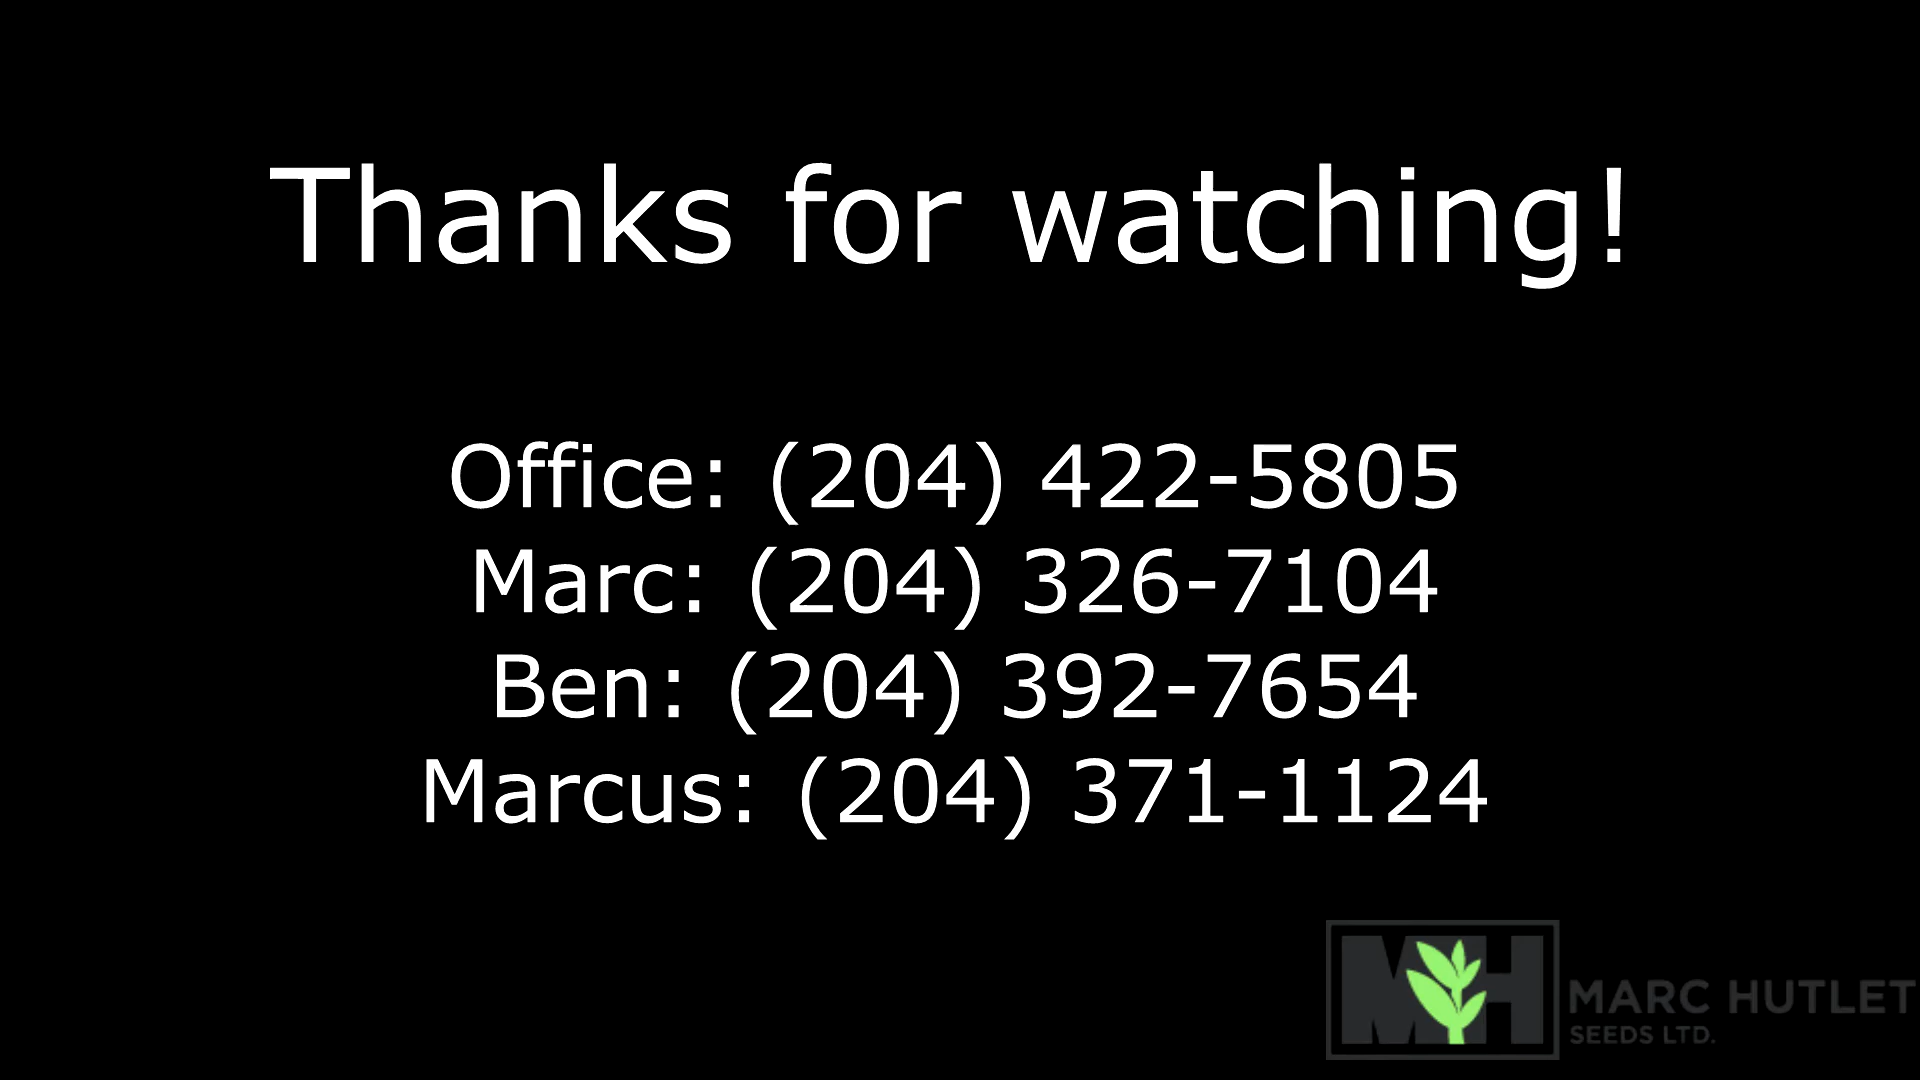 Thanks for watching!
Office: (204) 422-5805
Marc: (204) 326-7104
Ben: (204) 392-7654
Marcus: (204) 371-1124
MH
MARC HUTLET
SEEDS LTD.